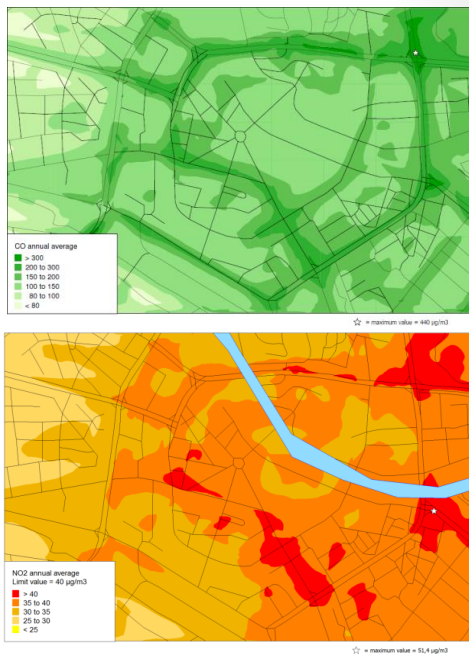 CO annual average
> 300
200 to 300
150 to 200
100 to 150
80 to 100
< 80
☆ = maximum value = 440 µg/m3
NO2 annual average
Limit value = 40 µg/m3
> 40
35 to 40
30 to 35
25 to 30
< 25
☆ = maximum value = 51,4 µg/m3